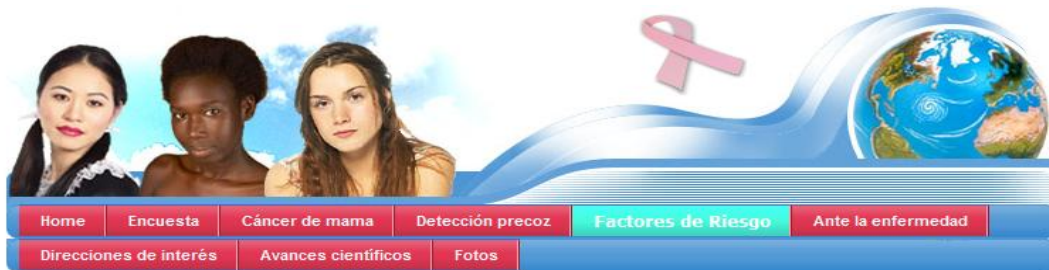 Home Encuesta Cáncer de mama Detección precoz Factores de Riesgo Ante la enfermedad
Direcciones de interés Avances científicos Fotos